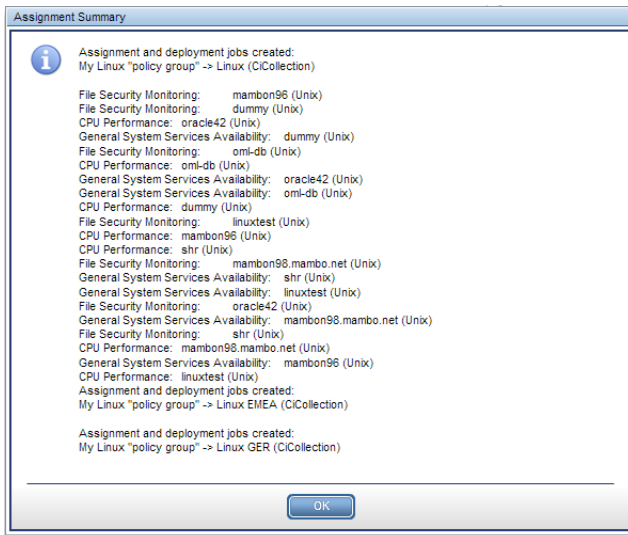 Assignment Summary
Assignment and deployment jobs created:
My Linux "policy group" -> Linux (CiCollection)
File Security Monitoring: mambon96 (Unix)
File Security Monitoring: dummy (Unix)
CPU Performance: oracle42 (Unix)
General System Services Availability: dummy (Unix)
File Security Monitoring: oml-db (Unix)
CPU Performance: oml-db (Unix)
General System Services Availability: oracle42 (Unix)
General System Services Availability: oml-db (Unix)
CPU Performance: dummy (Unix)
File Security Monitoring: linuxtest (Unix)
CPU Performance: mambon96 (Unix)
CPU Performance: shr (Unix)
File Security Monitoring: mambon98.mambo.net (Unix)
General System Services Availability: shr (Unix)
General System Services Availability: linuxtest (Unix)
File Security Monitoring: oracle42 (Unix)
General System Services Availability: mambon98.mambo.net (Unix)
File Security Monitoring: shr (Unix)
CPU Performance: mambon98.mambo.net (Unix)
General System Services Availability: mambon96 (Unix)
CPU Performance: linuxtest (Unix)
Assignment and deployment jobs created:
My Linux "policy group" -> Linux EMEA (CiCollection)
Assignment and deployment jobs created:
My Linux "policy group" -> Linux GER (CiCollection)
OK